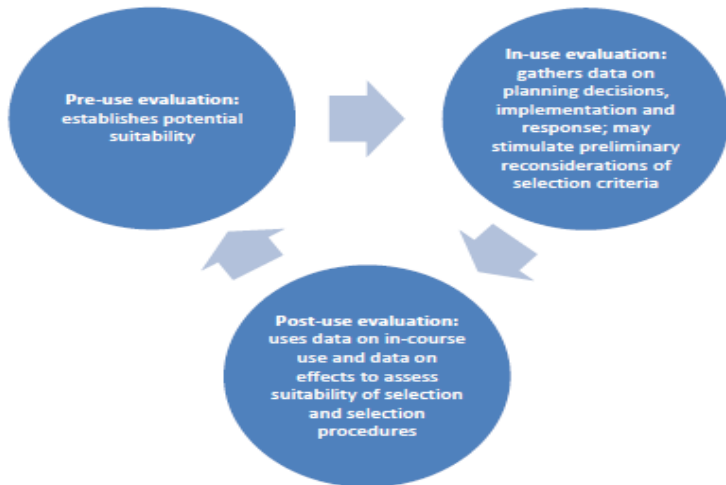 Pre-use evaluation:
establishes potential
suitability
In-use evaluation:
gathers data on
planning decisions,
implementation and
response; may
stimulate preliminary
reconsiderations of
selection criteria
Post-use evaluation:
uses data on in-course
use and data on
effects to assess
suitability of selection
and selection
procedures